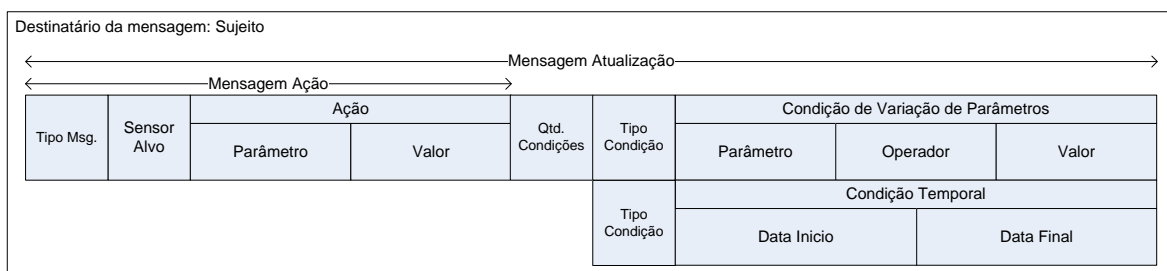 Destinatário da mensagem: Sujeito
Mensagem Atualização
Mensagem Ação
Tipo Msg.
Sensor
Alvo
Ação
Parâmetro
Valor
Qtd.
Condições
Tipo
Condição
Condição de Variação de Parâmetros
Parâmetro
Operador
Valor
Tipo
Condição
Condição Temporal
Data Inicio
Data Final